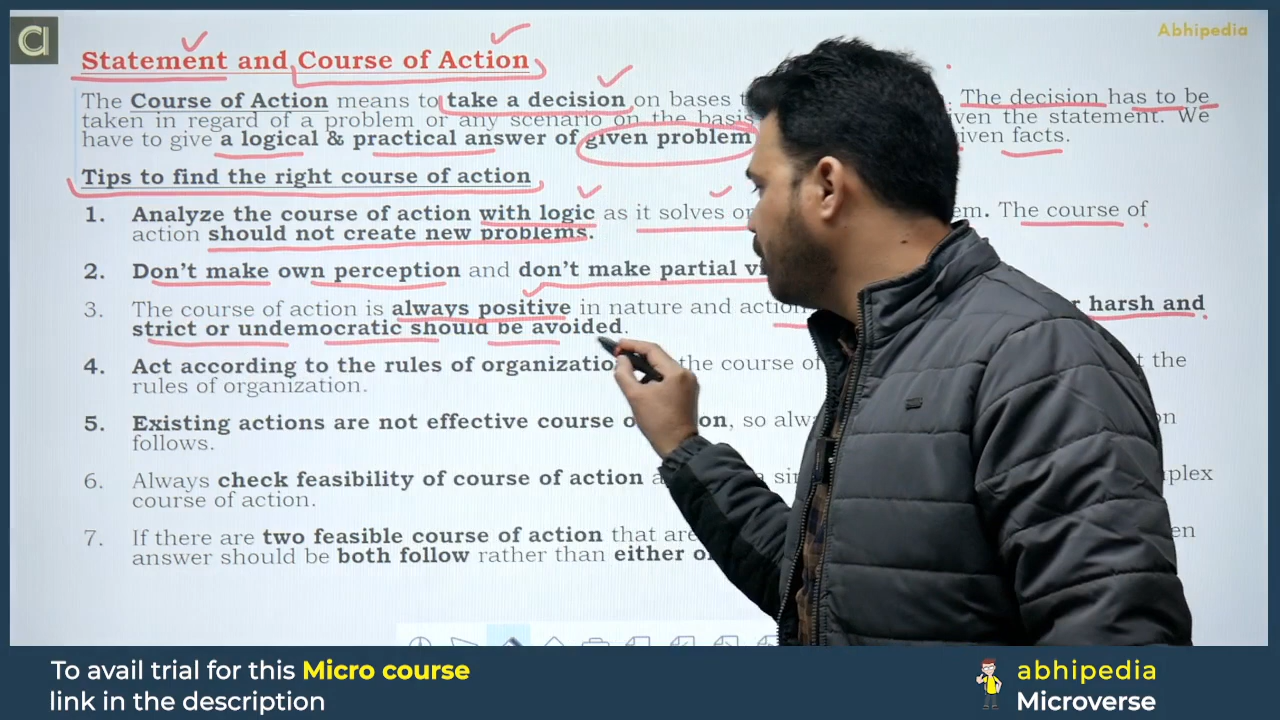 Abhipedia
Statement and Course of Action
The Course of Action means to take a decision on bases The decision has to be
taken in regard of a problem or any scenario on the basis given the statement. We
have to give a logical & practical answer of given problem given facts.
Tips to find the right course of action
1. Analyze the course of action with logic as it solves The course of
action should not create new problems.
2. Don't make own perception and don't make partial
3. The course of action is always positive in nature and action harsh and
strict or undemocratic should be avoided.
4. Act according to the rules of organization the course of the
rules of organization.
5. Existing actions are not effective course of action, so
follows.
6. Always check feasibility of course of action
course of action.
7. If there are two feasible course of action that are
answer should be both follow rather than either
To avail trial for this Micro course
link in the description
abhipedia
Microverse